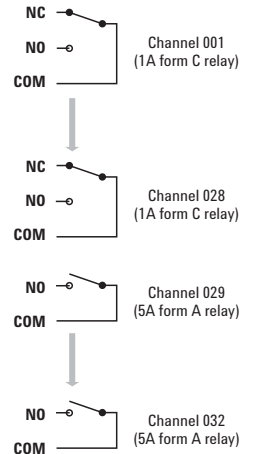 NC
NO
COM
Channel 001
(1A form C relay)
NC
NO
COM
Channel 028
(1A form C relay)
NO
COM
Channel 029
(5A form A relay)
NO
COM
Channel 032
(5A form A relay)